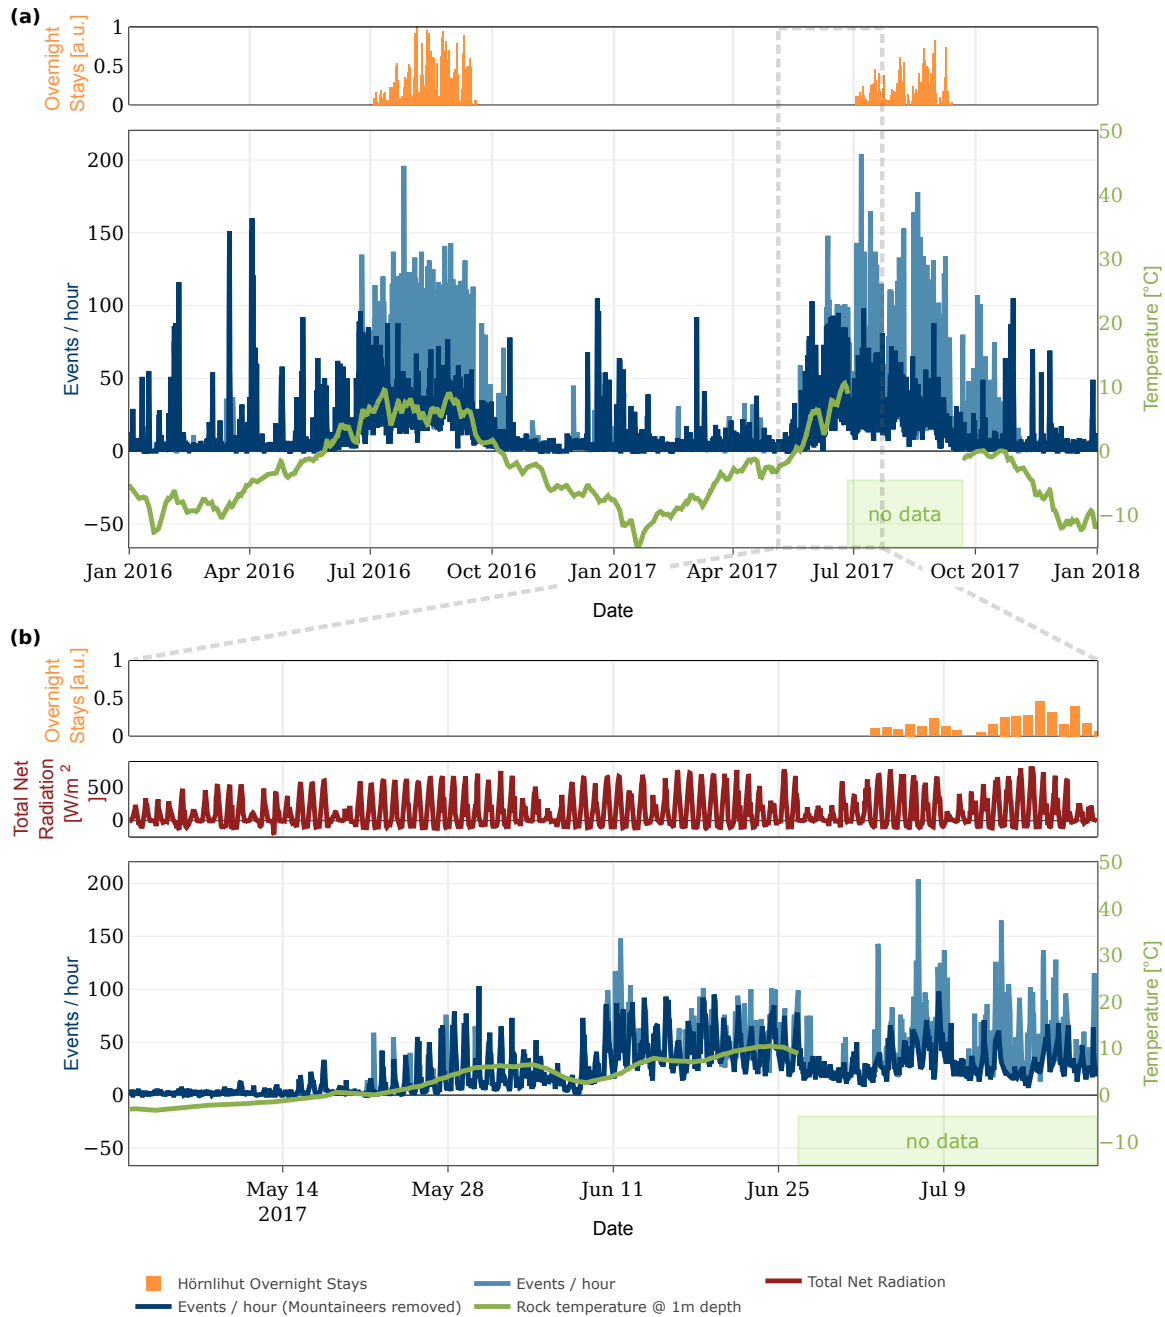 (a)
Overnight
Stays [a.u.]
1
0.5
0
Events / hour
200
150
100
50
0
−50
50
40
30
20
10
0
−10
Temperature [°C]
no data
Jan 2016 Apr 2016 Jul 2016 Oct 2016 Jan 2017 Apr 2017 Jul 2017 Oct 2017 Jan 2018
Date
(b)
Overnight
Stays [a.u.]
1
0.5
0
Total Net
Radiation
[W/m 2
]
500
0
Events / hour
200
150
100
50
0
−50
50
40
30
20
10
0
−10
Temperature [°C]
no data
May 14 May 28 Jun 11 Jun 25 Jul 9
2017
Date
Hörnlihut Overnight Stays Events / hour Total Net Radiation
Events / hour (Mountaineers removed) Rock temperature @ 1m depth